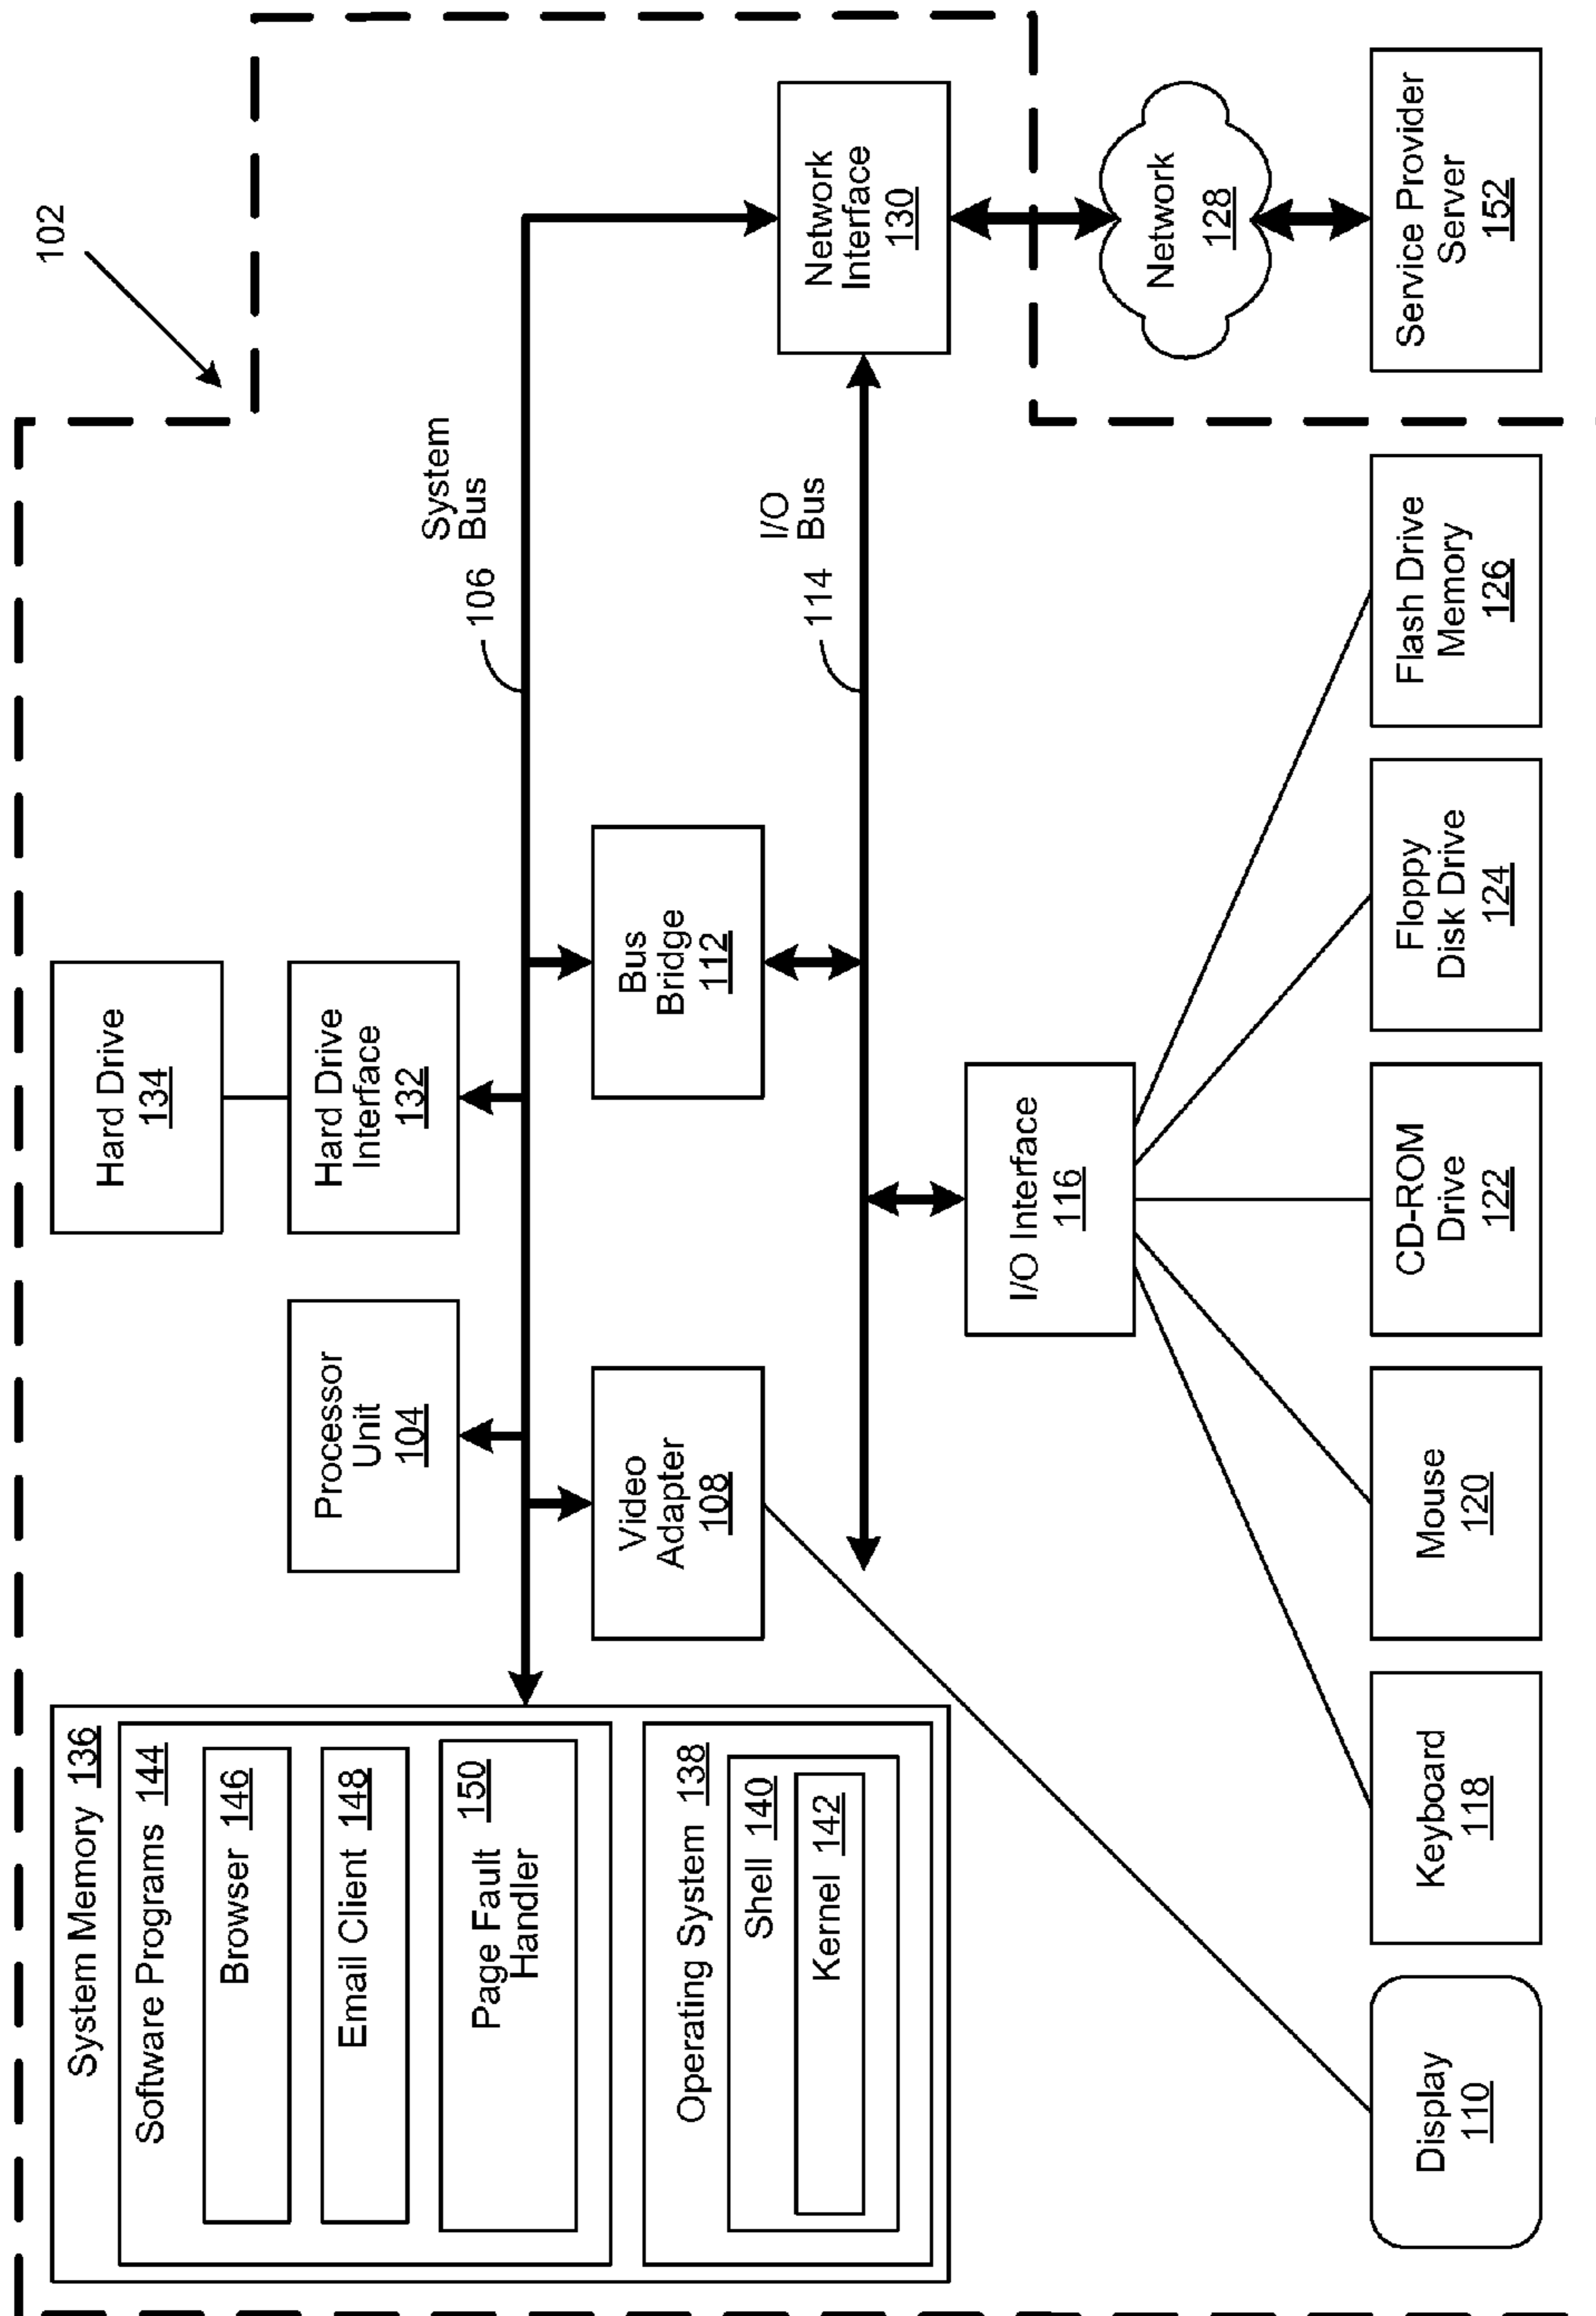 102
System Memory 136
Software Programs 144
Browser 146
Email Client 148
Page Fault 150
Handler
Operating System 138
Shell 140
Kernel 142
Hard Drive
134
Processor
Unit
104
Hard Drive
Interface
132
System
106 Bus
Video
Adapter
108
Bus
Bridge
112
I/O
114 Bus
Network
Interface
130
I/O Interface
116
Network
128
Display
110
Keyboard
118
Mouse
120
CD-ROM
Drive
122
Floppy
Disk Drive
124
Flash Drive
Memory
126
Service Provider
Server
152